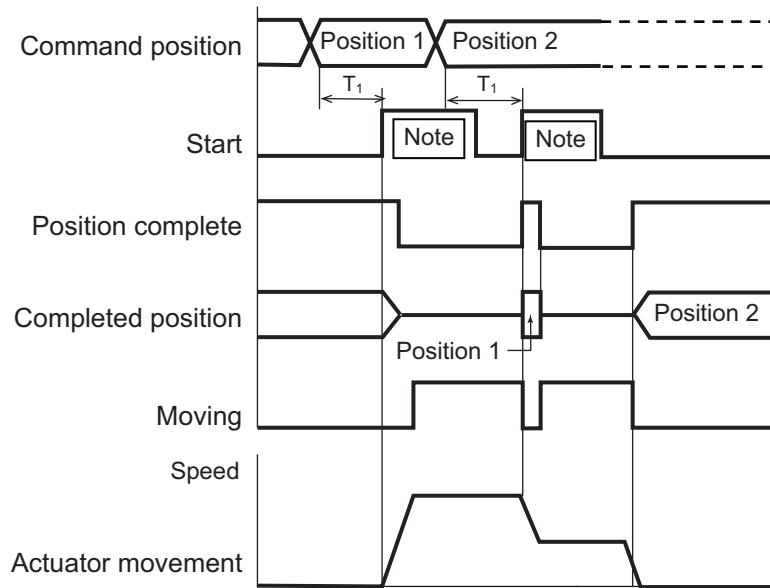 Command position
Position 1
Position 2
T₁
T₁
Start
Note
Note
Position complete
Completed position
Position 1
Position 2
Moving
Speed
Actuator movement